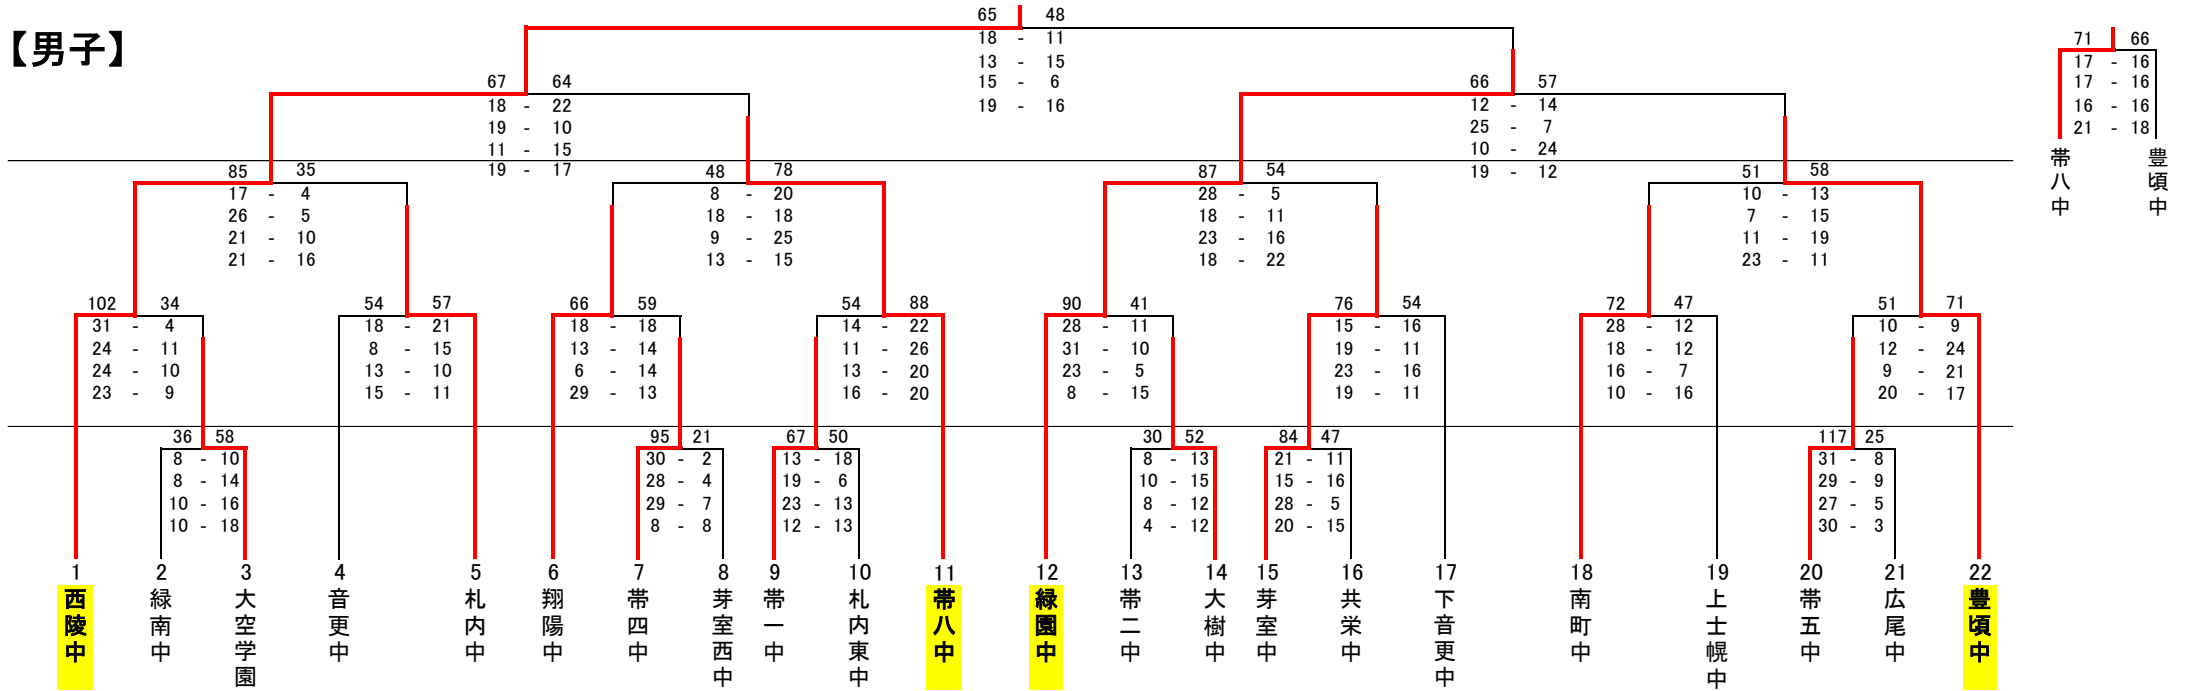 【男子】
65 48
18 - 11
13 - 15
15 - 6
19 - 16
71 66
17 - 16
17 - 16
16 - 16
21 - 18
帯八中
豊頃中
67 64
18 - 22
19 - 10
11 - 15
19 - 17
66 57
12 - 14
25 - 7
10 - 24
19 - 12
85 35
17 - 4
26 - 5
21 - 10
21 - 16
48 78
8 - 20
18 - 18
9 - 25
13 - 15
87 54
28 - 5
18 - 11
23 - 16
18 - 22
51 58
10 - 13
7 - 15
11 - 19
23 - 11
102 34
31 - 4
24 - 11
24 - 10
23 - 9
54 57
18 - 21
8 - 15
13 - 10
15 - 11
66 59
18 - 18
13 - 14
6 - 14
29 - 13
54 88
14 - 22
11 - 26
13 - 20
16 - 20
90 41
28 - 11
31 - 10
23 - 5
8 - 15
76 54
15 - 16
19 - 11
23 - 16
19 - 11
72 47
28 - 12
18 - 12
16 - 7
10 - 16
51 71
10 - 9
12 - 24
9 - 21
20 - 17
36 58
8 - 10
8 - 14
10 - 16
10 - 18
95 21
30 - 2
28 - 4
29 - 7
8 - 8
67 50
13 - 18
19 - 6
23 - 13
12 - 13
30 52
8 - 13
10 - 15
8 - 12
4 - 12
84 47
21 - 11
15 - 16
28 - 5
20 - 15
117 25
31 - 8
29 - 9
27 - 5
30 - 3
1 西陵中
2 緑南中
3 大空学園
4 音更中
5 札内中
6 翔陽中
7 帯四中
8 芽室西中
9 帯一中
10 札内東中
11 帯八中
12 緑園中
13 帯二中
14 大樹中
15 芽室中
16 共栄中
17 下音更中
18 南町中
19 上士幌中
20 帯五中
21 広尾中
22 豊頃中